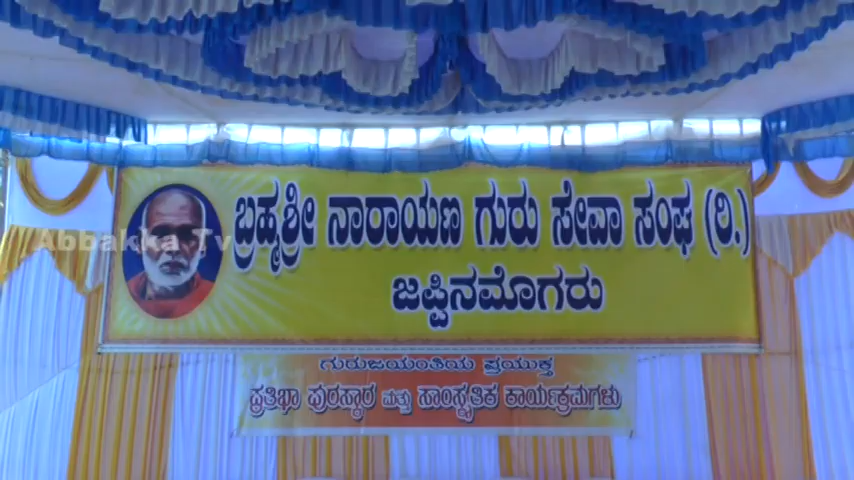 ಬ್ರಹ್ಮಶ್ರೀ ನಾರಾಯಣ ಗುರು ಸೇವಾ ಸಂಘ (ರಿ.)
Abbakka Tv
ಜಪ್ಪಿನಮೊಗರು
ಗುರುಜಯಂತಿಯ ಪ್ರಯುಕ್ತ
ಪ್ರತಿಭಾ ಪುರಸ್ಕಾರ ಮತ್ತು ಸಾಂಸ್ಕೃತಿಕ ಕಾರ್ಯಕ್ರಮಗಳು